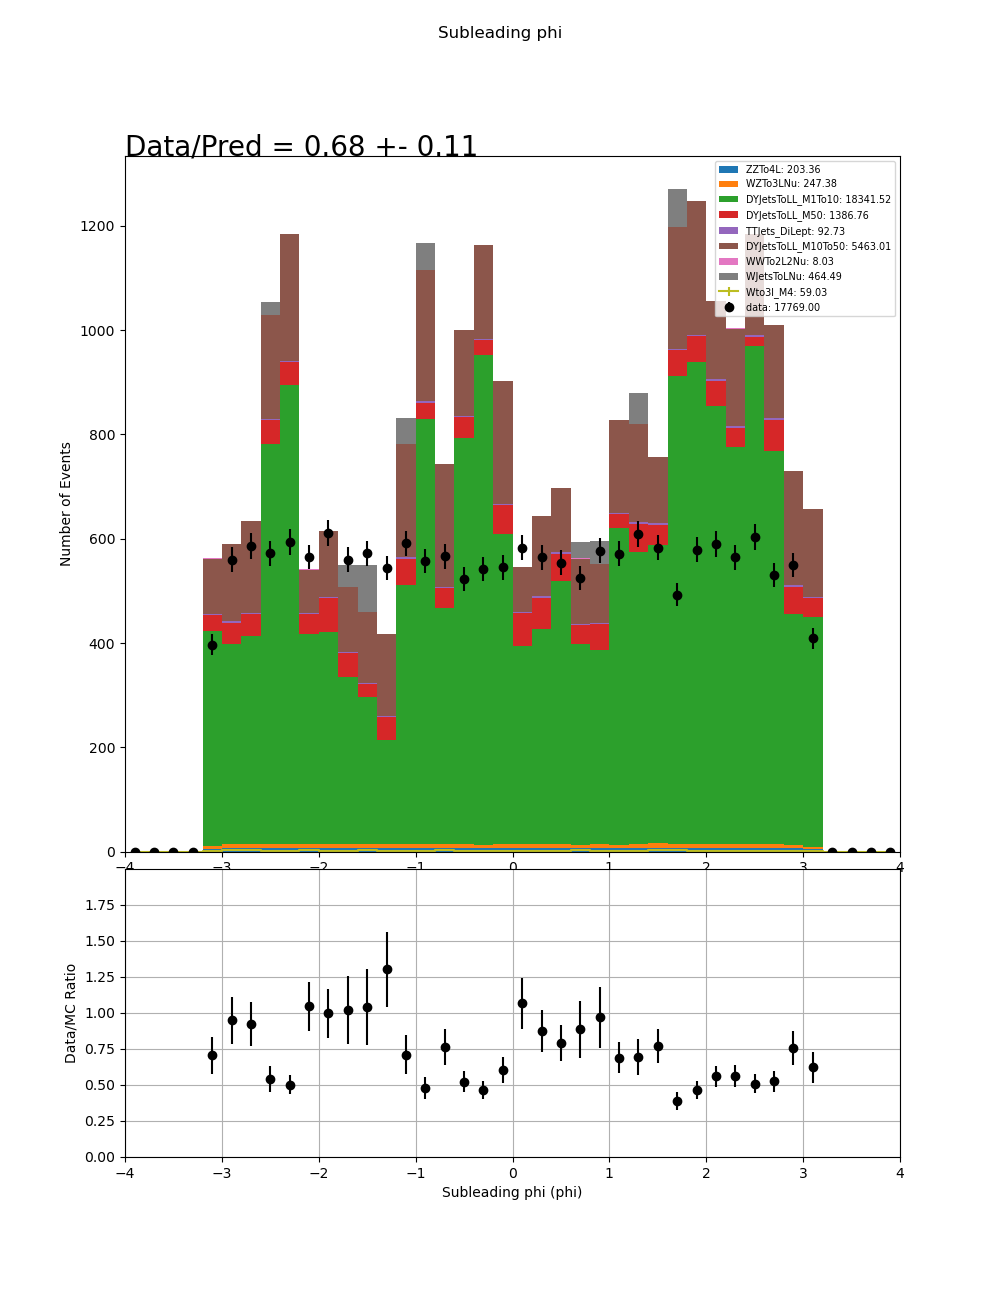 Subleading phi
Data/Pred = 0.68 +- 0.11
ZZTo4L: 203.36
WZTo3LNu: 247.38
DYJetsToLL_M1To10: 18341.52
DYJetsToLL_M50: 1386.76
TTJets_DiLept: 92.73
DYJetsToLL_M10To50: 5463.01
WWTo2L2Nu: 8.03
WJetsToLNu: 464.49
Wto3l_M4: 59.03
data: 17769.00
Number of Events
1200
1000
800
600
400
200
0
−4 −3 −2 −1 0 1 2 3 4
Data/MC Ratio
1.75
1.50
1.25
1.00
0.75
0.50
0.25
0.00
−4 −3 −2 −1 0 1 2 3 4
Subleading phi (phi)